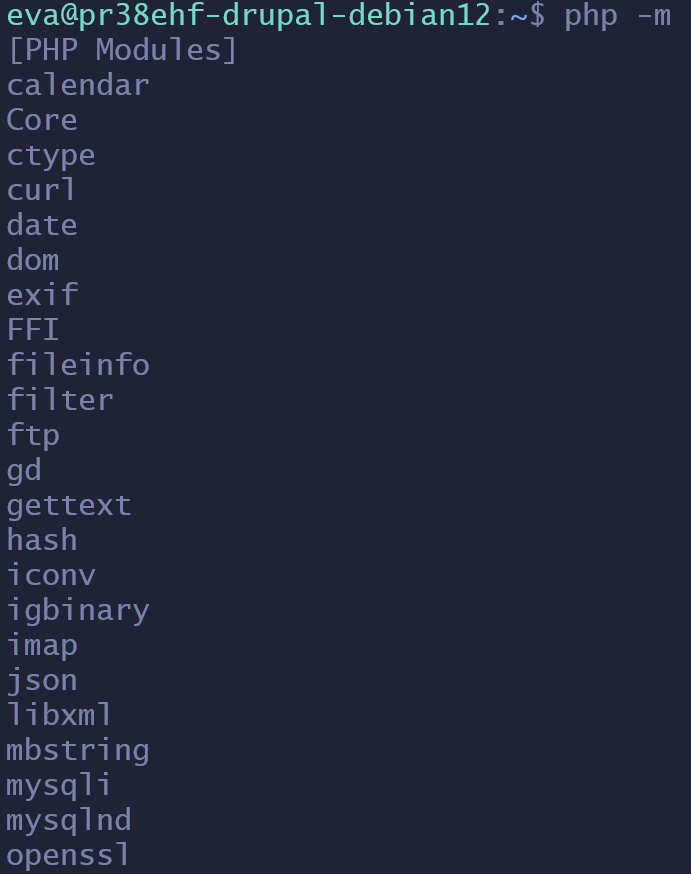 eva@pr38ehf-drupal-debian12:~$ php -m
[PHP Modules]
calendar
Core
ctype
curl
date
dom
exif
FFI
fileinfo
filter
ftp
gd
gettext
hash
iconv
igbinary
imap
json
libxml
mbstring
mysqli
mysqlnd
openssl